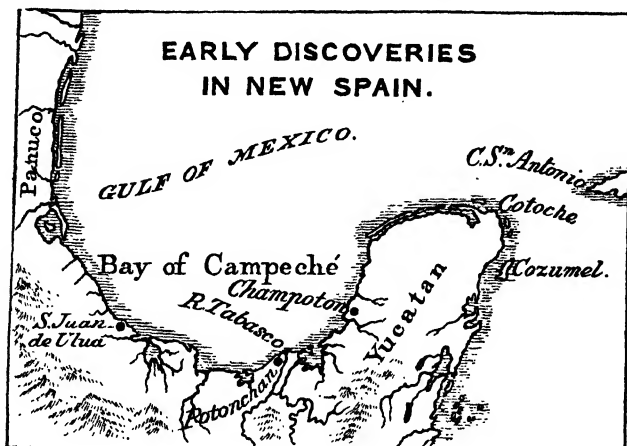 EARLY DISCOVERIES
IN NEW SPAIN.
Panuco
GULF OF MEXICO.
C. Sn. Antonio
Cotoche
Cozumel.
Bay of Campeché
Champoton
R. Tabasco
Yucatan
S. Juan
de Ulua
Potonchan